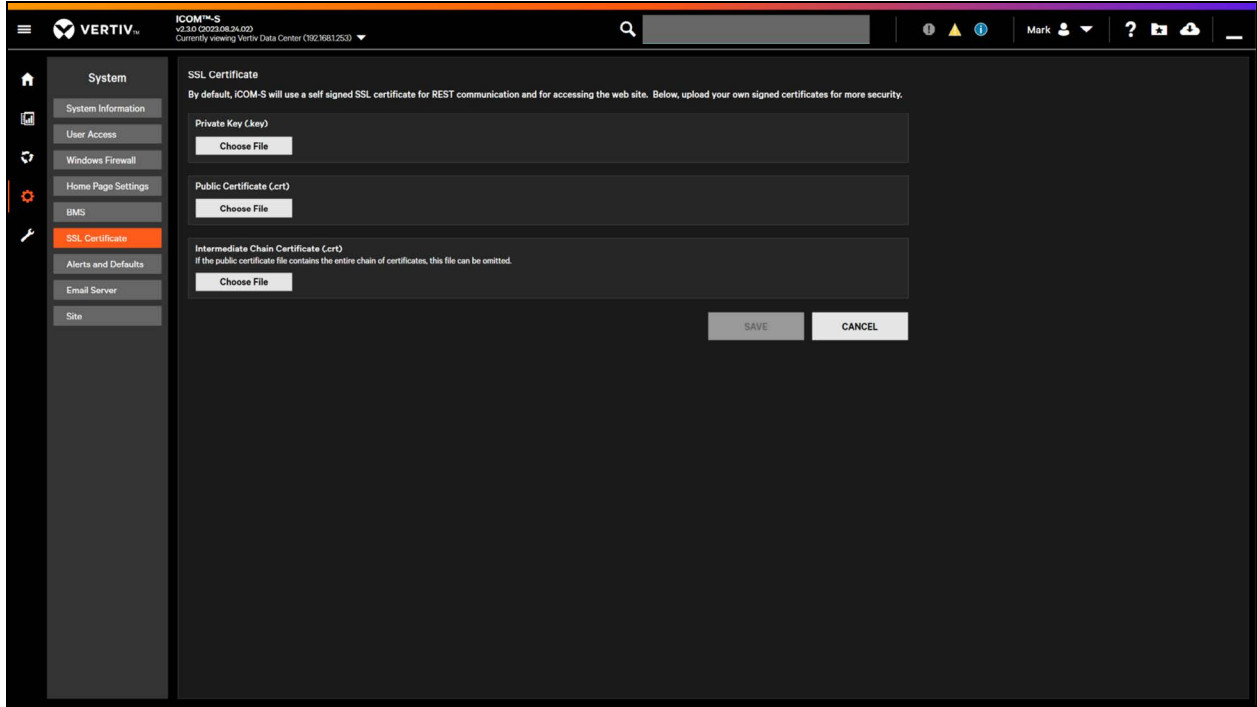 VERTIV™
ICOM™-S
v2.3.0 (2023.08.24.02)
Currently viewing Vertiv Data Center (192.168.1.253)
Mark
?
System
System Information
User Access
Windows Firewall
Home Page Settings
BMS
SSL Certificate
Alerts and Defaults
Email Server
Site
SSL Certificate
By default, iCOM-S will use a self signed SSL certificate for REST communication and for accessing the web site. Below, upload your own signed certificates for more security.
Private Key (.key)
Choose File
Public Certificate (.crt)
Choose File
Intermediate Chain Certificate (.crt)
If the public certificate file contains the entire chain of certificates, this file can be omitted.
Choose File
SAVE
CANCEL